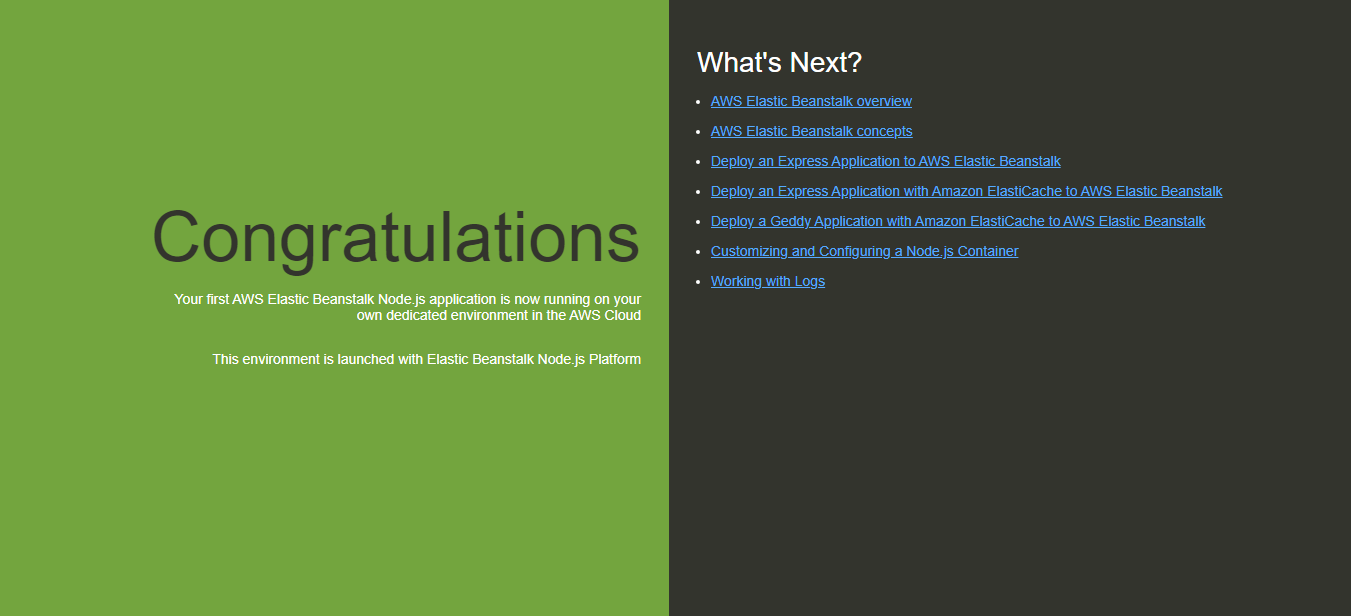 Congratulations
Your first AWS Elastic Beanstalk Node.js application is now running on your
own dedicated environment in the AWS Cloud
This environment is launched with Elastic Beanstalk Node.js Platform
What's Next?
AWS Elastic Beanstalk overview
AWS Elastic Beanstalk concepts
Deploy an Express Application to AWS Elastic Beanstalk
Deploy an Express Application with Amazon ElastiCache to AWS Elastic Beanstalk
Deploy a Geddy Application with Amazon ElastiCache to AWS Elastic Beanstalk
Customizing and Configuring a Node.js Container
Working with Logs